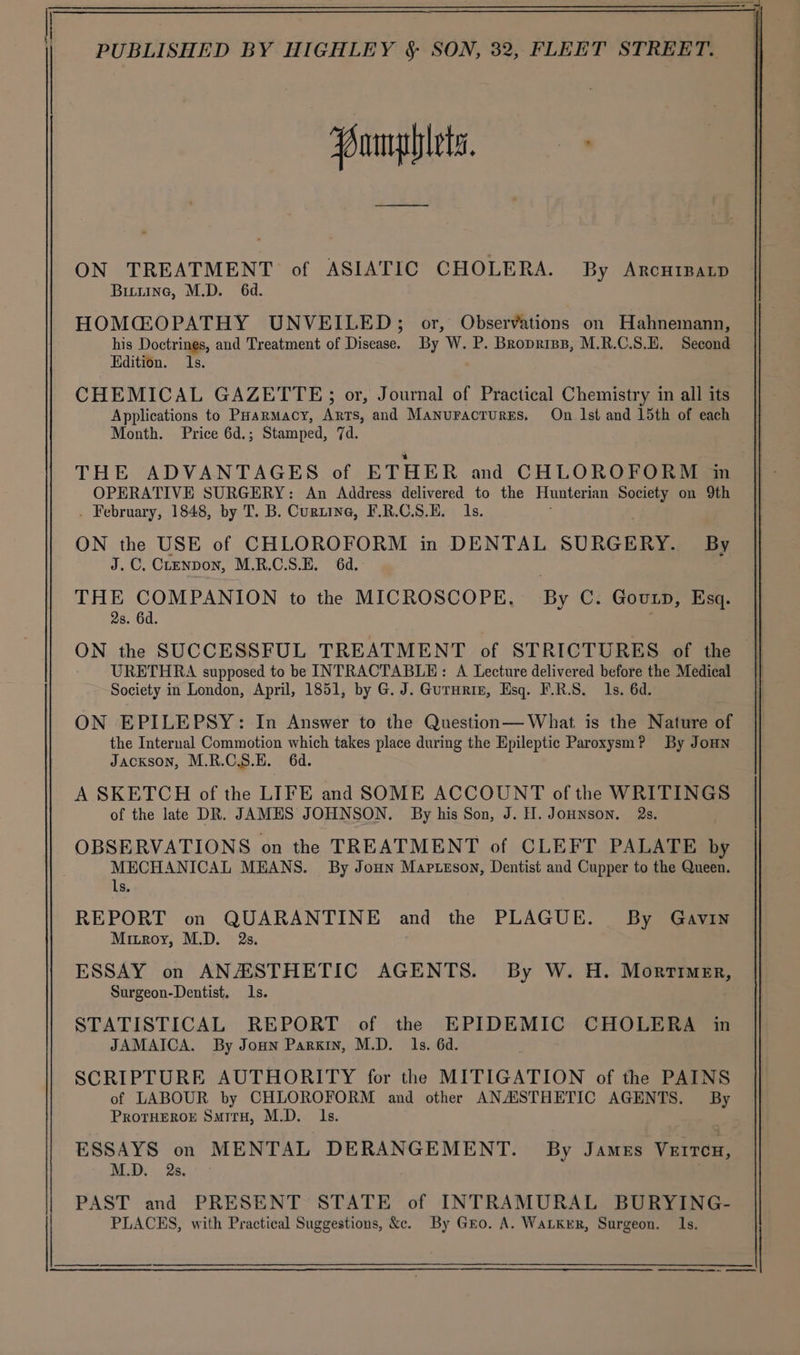 PUBLISHED BY HIGHLEY & SON, 32, FLEET STREET.
Pamphlets.
ON TREATMENT of ASIATIC CHOLERA. By ARCHIBALD
BILLING, M.D. 6d.
HOMŒOPATHY UNVEILED; or, Observations on Hahnemann,
his Doctrines, and Treatment of Disease. By W. P. BRODRIBB, M.R.C.S.E. Second
Edition. 1s.
CHEMICAL GAZETTE; or, Journal of Practical Chemistry in all its
Applications to PHARMACY, ARTS, and MANUFACTURES. On 1st and 15th of each
Month. Price 6d.; Stamped, 7d.
THE ADVANTAGES of ETHER and CHLOROFORM in
OPERATIVE SURGERY: An Address delivered to the Hunterian Society on 9th
February, 1848, by T. B. CURLING, F.R.C.S.E. 1s.
ON the USE of CHLOROFORM in DENTAL SURGERY. By
J. C. CLENDON, M.R.C.S.E. 6d.
THE COMPANION to the MICROSCOPE. By C. GOULD, Esq.
2s. 6d.
ON the SUCCESSFUL TREATMENT of STRICTURES of the
URETHRA supposed to be INTRACTABLE: A Lecture delivered before the Medical
Society in London, April, 1851, by G. J. GUTHRIE, Esq. F.R.S. 1s. 6d.
ON EPILEPSY: In Answer to the Question—What is the Nature of
the Internal Commotion which takes place during the Epileptic Paroxysm? By JOHN
JACKSON, M.R.C.S.E. 6d.
A SKETCH of the LIFE and SOME ACCOUNT of the WRITINGS
of the late DR. JAMES JOHNSON. By his Son, J. H. JOHNSON. 2s.
OBSERVATIONS on the TREATMENT of CLEFT PALATE by
MECHANICAL MEANS. By JOHN MAPLESON, Dentist and Cupper to the Queen.
1s.
REPORT on QUARANTINE and the PLAGUE. By GAVIN
MILROY, M.D. 2s.
ESSAY on ANÆSTHETIC AGENTS. By W. H. MORTIMER,
Surgeon-Dentist. 1s.
STATISTICAL REPORT of the EPIDEMIC CHOLERA in
JAMAICA. By JOHN PARKIN, M.D. 1s. 6d.
SCRIPTURE AUTHORITY for the MITIGATION of the PAINS
of LABOUR by CHLOROFORM and other ANÆSTHETIC AGENTS. By
PROTHEROE SMITH, M.D. 1s.
ESSAYS on MENTAL DERANGEMENT. By JAMES VEITCH,
M.D. 2s.
PAST and PRESENT STATE of INTRAMURAL BURYING-
PLACES, with Practical Suggestions, &c. By GEO. A. WALKER, Surgeon. 1s.